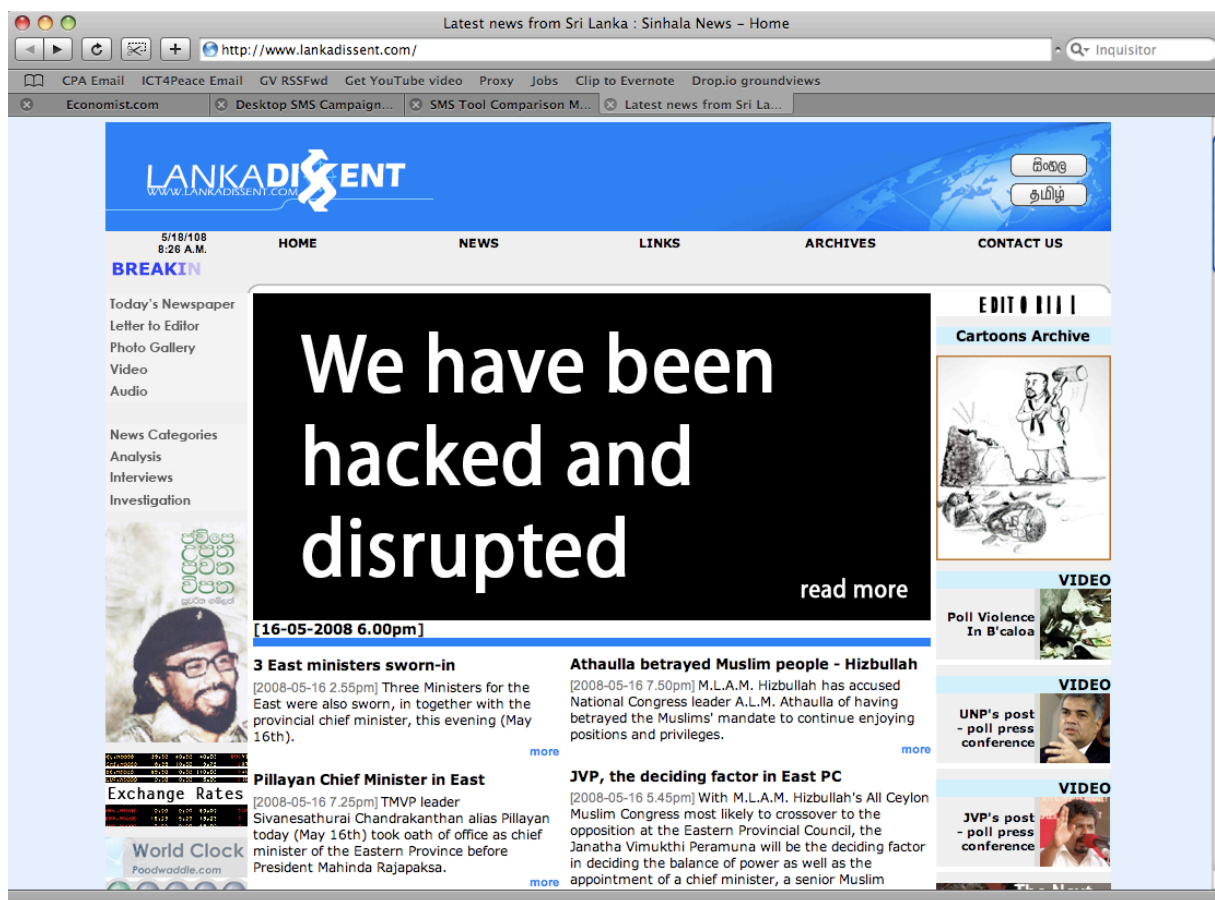 Latest news from Sri Lanka : Sinhala News – Home
http://www.lankadissent.com/
Inquisitor
CPA Email ICT4Peace Email GV RSSFwd Get YouTube video Proxy Jobs Clip to Evernote Drop.io groundviews
Economist.com Desktop SMS Campaign... SMS Tool Comparison M... Latest news from Sri La...
LANKADISSENT
WWW.LANKADISSENT.COM
සිංහල
தமிழ்
5/18/108
8:26 A.M.
HOME NEWS LINKS ARCHIVES CONTACT US
BREAKIN
Today's Newspaper
Letter to Editor
Photo Gallery
Video
Audio
News Categories
Analysis
Interviews
Investigation
ජවිපෙ
උපත
පවත
විපත
Exchange Rates
World Clock
Poodwaddle.com
We have been
hacked and
disrupted
read more
[16-05-2008 6.00pm]
3 East ministers sworn-in
[2008-05-16 2.55pm] Three Ministers for the
East were also sworn, in together with the
provincial chief minister, this evening (May
16th).
more
Pillayan Chief Minister in East
[2008-05-16 7.25pm] TMVP leader
Sivanesathurai Chandrakanthan alias Pillayan
today (May 16th) took oath of office as chief
minister of the Eastern Province before
President Mahinda Rajapaksa.
more
Athaulla betrayed Muslim people - Hizbullah
[2008-05-16 7.50pm] M.L.A.M. Hizbullah has accused
National Congress leader A.L.M. Athaulla of having
betrayed the Muslims' mandate to continue enjoying
positions and privileges.
more
JVP, the deciding factor in East PC
[2008-05-16 5.45pm] With M.L.A.M. Hizbullah's All Ceylon
Muslim Congress most likely to crossover to the
opposition at the Eastern Provincial Council, the
Janatha Vimukthi Peramuna will be the deciding factor
in deciding the balance of power as well as the
appointment of a chief minister, a senior Muslim
Cartoons Archive
VIDEO
Poll Violence
In B'caloa
VIDEO
UNP's post
- poll press
conference
VIDEO
JVP's post
- poll press
conference
The Next